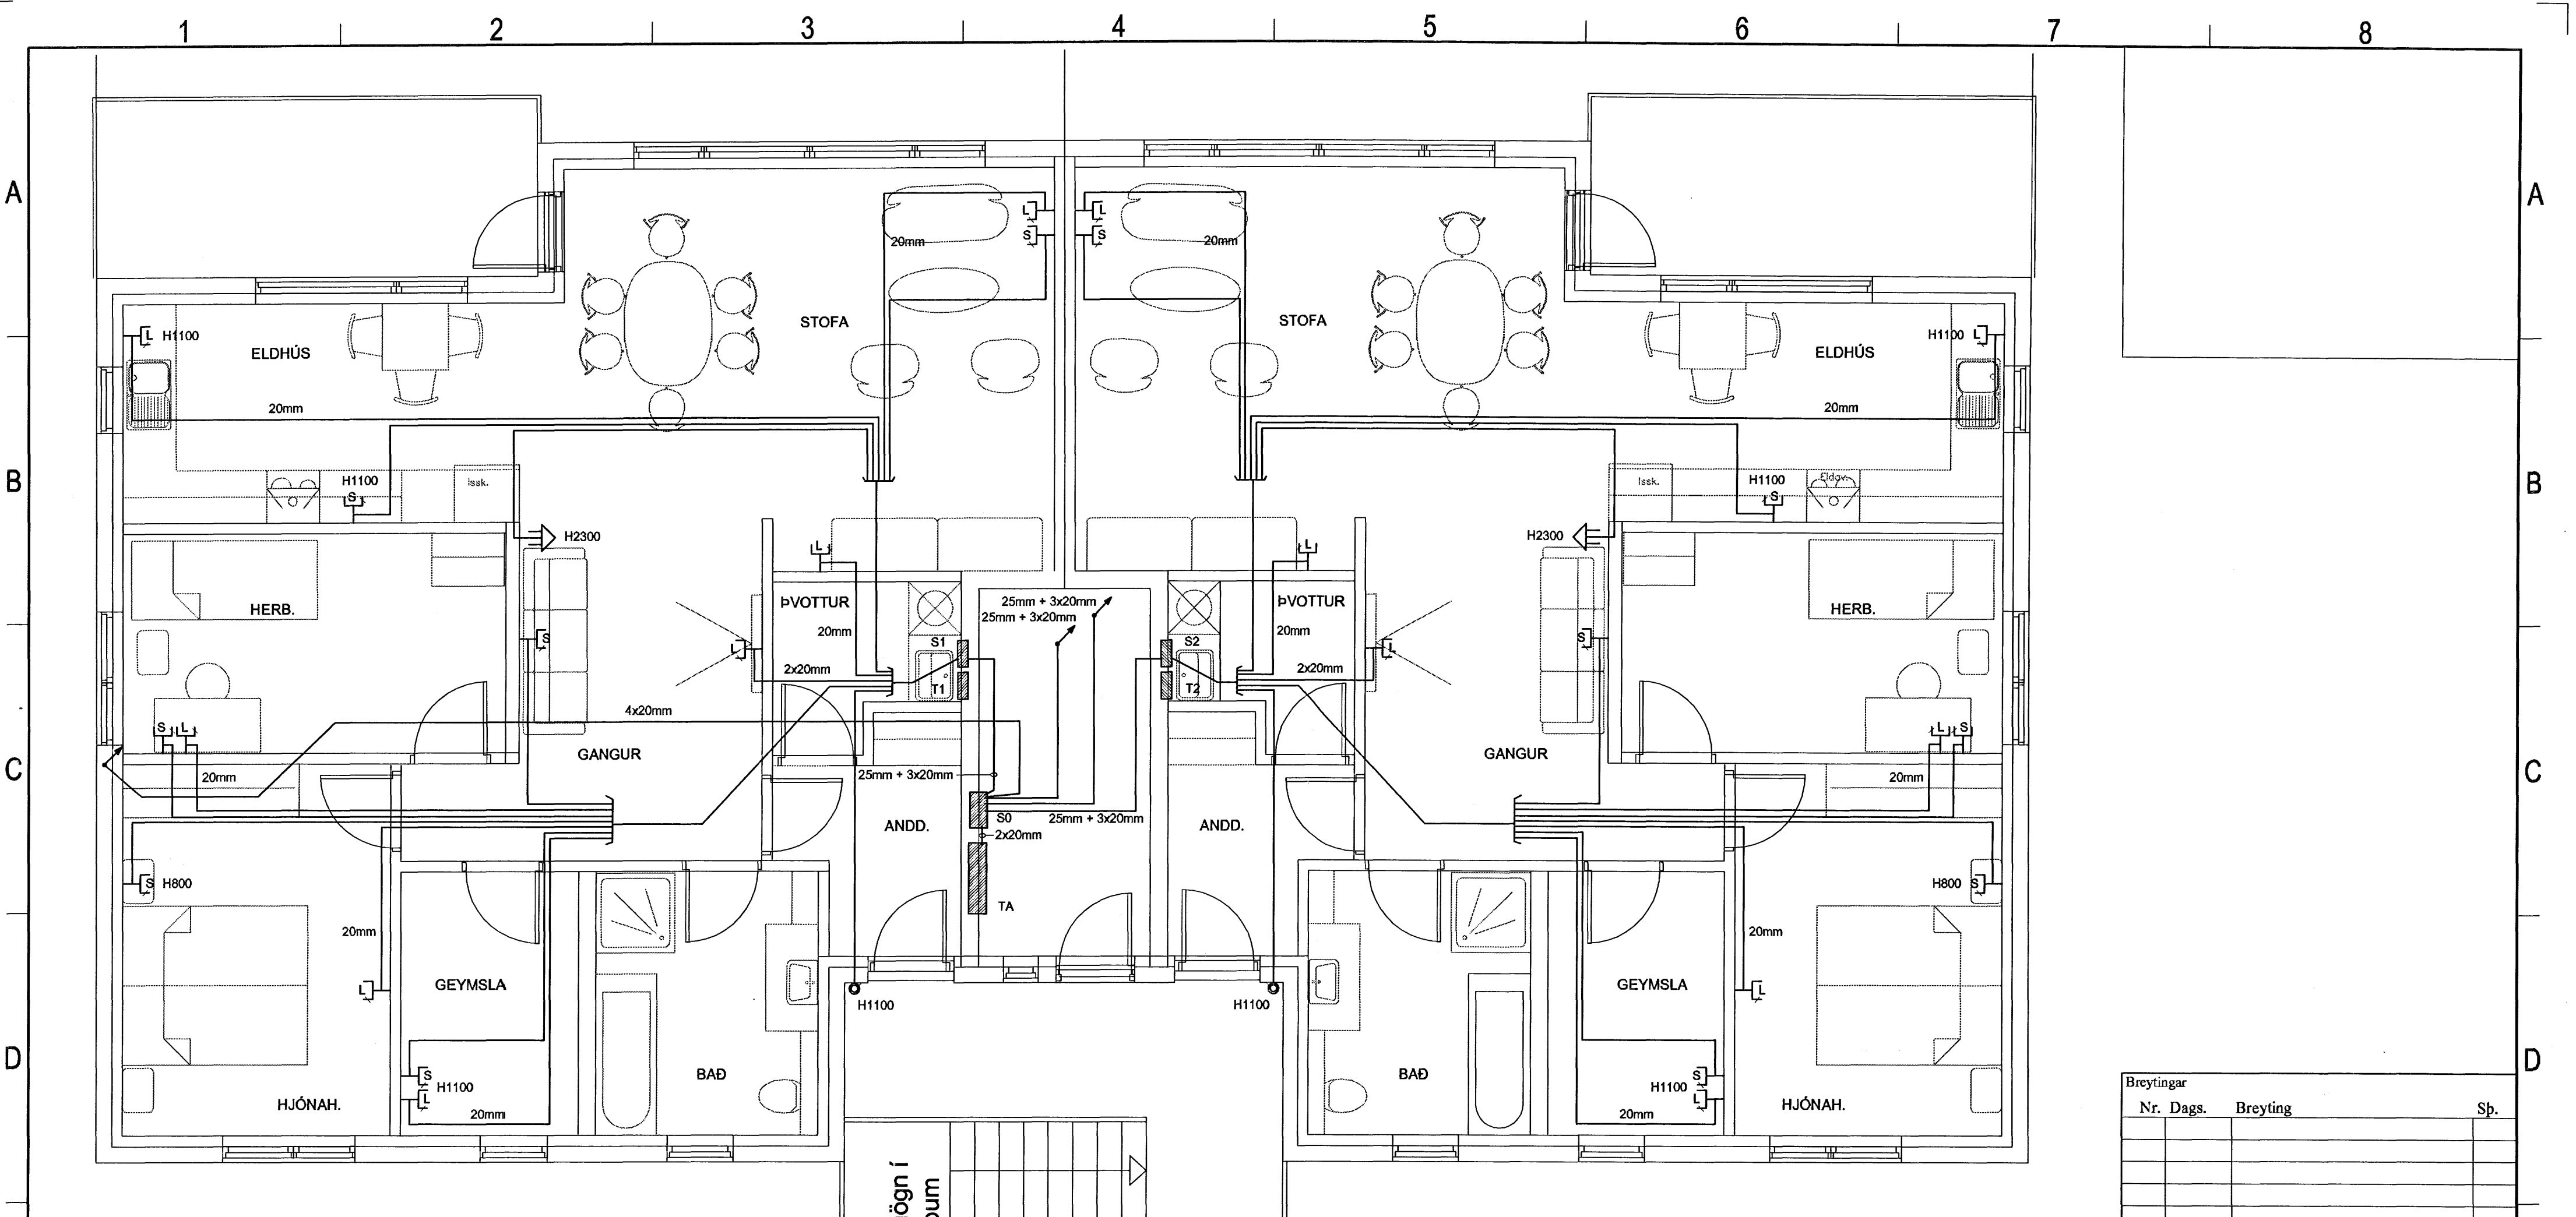 1 2 3 4 5 6 7 8
A A
L L
S S
20mm 20mm
STOFA STOFA
L H1100 H1100 L
ELDHÚS ELDHÚS
20mm 20mm
B B
H1100 Íssk. Íssk. H1100 Eldav.
S S
H2300 H2300
L L
HERB. ÞVOTTUR 25mm + 3x20mm ÞVOTTUR HERB.
25mm + 3x20mm
20mm 20mm
S L S1 S2 L S
2x20mm 2x20mm
T1 T2
4x20mm
S L L S
GANGUR GANGUR
C C
20mm 25mm + 3x20mm 20mm
S0 25mm + 3x20mm
ANDD. ANDD.
2x20mm
S H800 H800 S
TA
20mm 20mm
L L
GEYMSLA GEYMSLA
H1100 H1100
D D
S S
BAÐ BAÐ
H1100 H1100
L L
HJÓNAH. HJÓNAH.
20mm 20mm
Breytingar
Nr. Dags. Breyting Sþ.